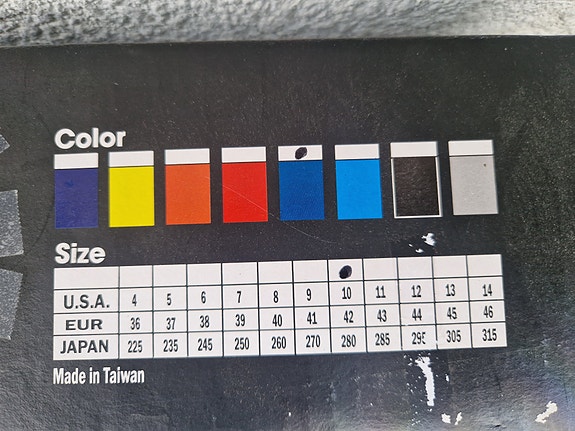 Color
Size
U.S.A. 4 5 6 7 8 9 10 11 12 13 14
EUR 36 37 38 39 40 41 42 43 44 45 46
JAPAN 225 235 245 250 260 270 280 285 295 305 315
Made in Taiwan